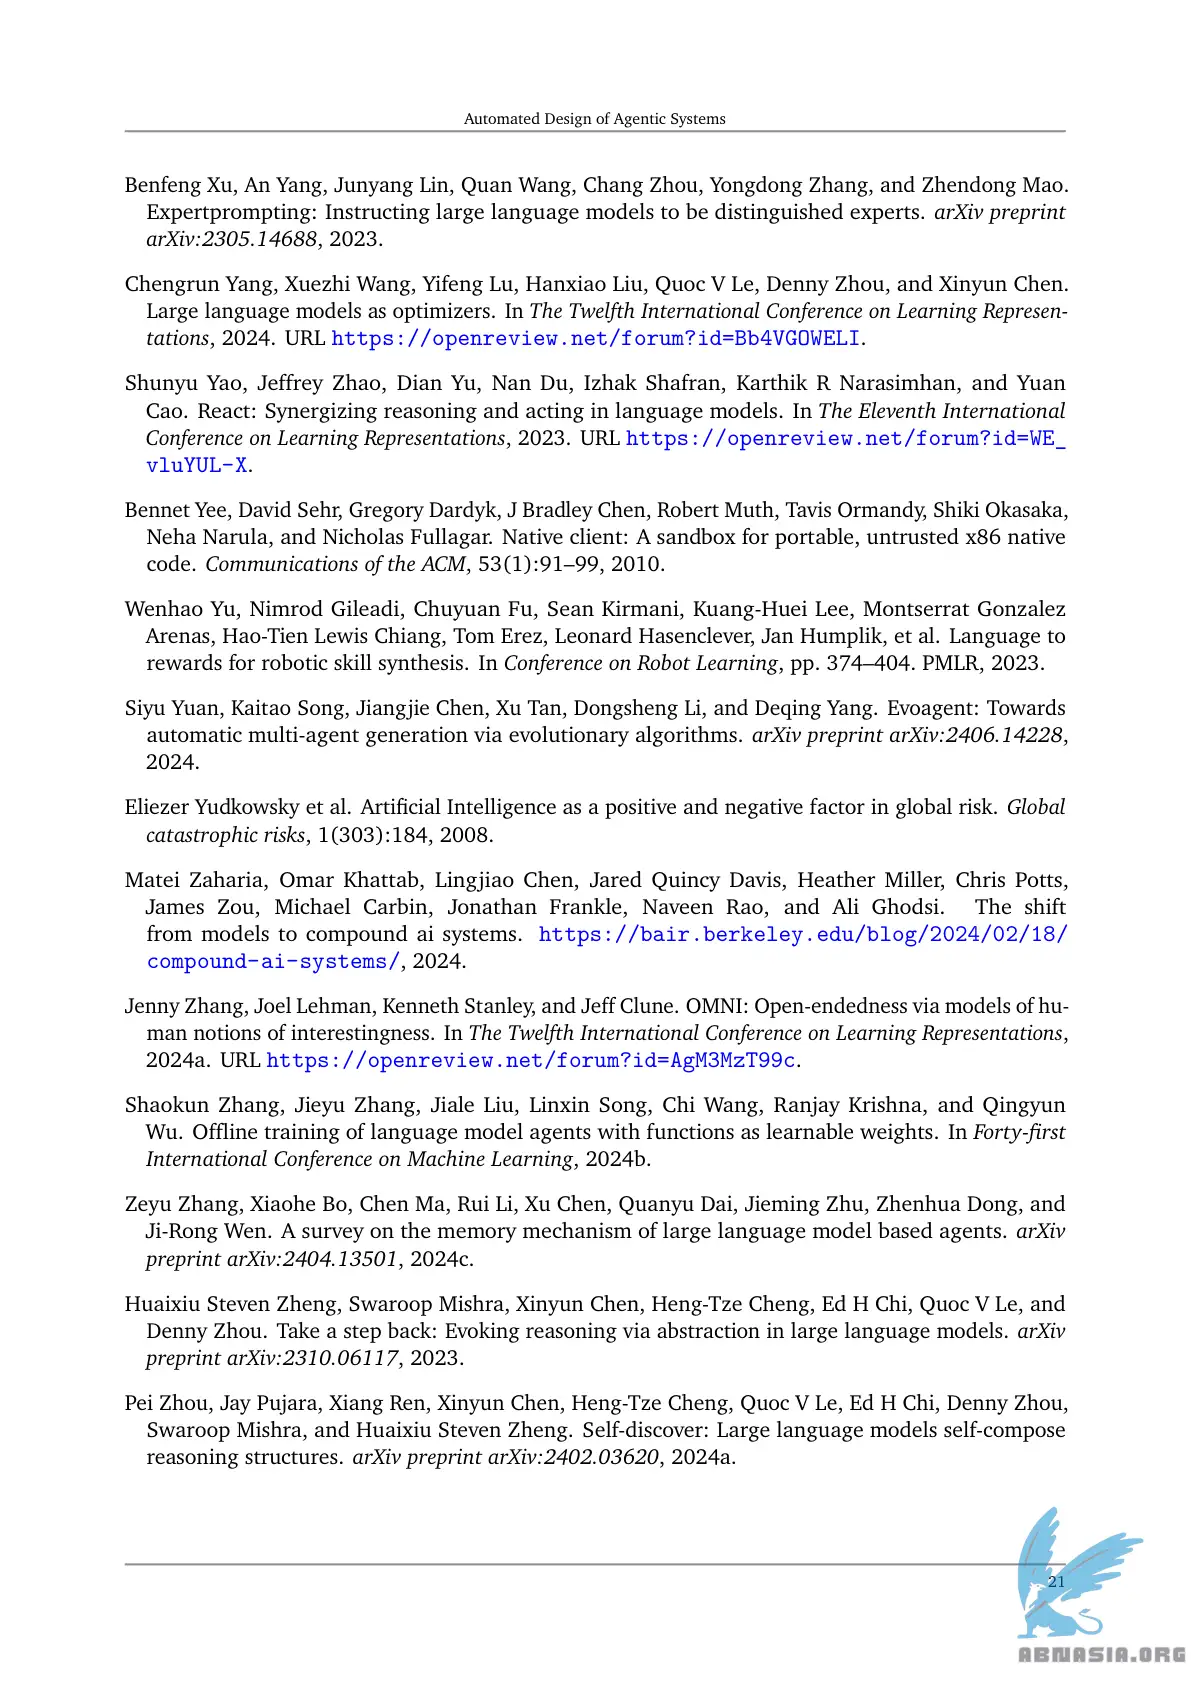 Automated Design of Agentic Systems
Benfeng Xu, An Yang, Junyang Lin, Quan Wang, Chang Zhou, Yongdong Zhang, and Zhendong Mao.
Expertprompting: Instructing large language models to be distinguished experts. arXiv preprint
arXiv:2305.14688, 2023.
Chengrun Yang, Xuezhi Wang, Yifeng Lu, Hanxiao Liu, Quoc V Le, Denny Zhou, and Xinyun Chen.
Large language models as optimizers. In The Twelfth International Conference on Learning Represen-
tations, 2024. URL https://openreview.net/forum?id=Bb4VGOWELI.
Shunyu Yao, Jeffrey Zhao, Dian Yu, Nan Du, Izhak Shafran, Karthik R Narasimhan, and Yuan
Cao. React: Synergizing reasoning and acting in language models. In The Eleventh International
Conference on Learning Representations, 2023. URL https://openreview.net/forum?id=WE_
vluYUL-X.
Bennet Yee, David Sehr, Gregory Dardyk, J Bradley Chen, Robert Muth, Tavis Ormandy, Shiki Okasaka,
Neha Narula, and Nicholas Fullagar. Native client: A sandbox for portable, untrusted x86 native
code. Communications of the ACM, 53(1):91–99, 2010.
Wenhao Yu, Nimrod Gileadi, Chuyuan Fu, Sean Kirmani, Kuang-Huei Lee, Montserrat Gonzalez
Arenas, Hao-Tien Lewis Chiang, Tom Erez, Leonard Hasenclever, Jan Humplik, et al. Language to
rewards for robotic skill synthesis. In Conference on Robot Learning, pp. 374–404. PMLR, 2023.
Siyu Yuan, Kaitao Song, Jiangjie Chen, Xu Tan, Dongsheng Li, and Deqing Yang. Evoagent: Towards
automatic multi-agent generation via evolutionary algorithms. arXiv preprint arXiv:2406.14228,
2024.
Eliezer Yudkowsky et al. Artificial Intelligence as a positive and negative factor in global risk. Global
catastrophic risks, 1(303):184, 2008.
Matei Zaharia, Omar Khattab, Lingjiao Chen, Jared Quincy Davis, Heather Miller, Chris Potts,
James Zou, Michael Carbin, Jonathan Frankle, Naveen Rao, and Ali Ghodsi. The shift
from models to compound ai systems. https://bair.berkeley.edu/blog/2024/02/18/
compound-ai-systems/, 2024.
Jenny Zhang, Joel Lehman, Kenneth Stanley, and Jeff Clune. OMNI: Open-endedness via models of hu-
man notions of interestingness. In The Twelfth International Conference on Learning Representations,
2024a. URL https://openreview.net/forum?id=AgM3MzT99c.
Shaokun Zhang, Jieyu Zhang, Jiale Liu, Linxin Song, Chi Wang, Ranjay Krishna, and Qingyun
Wu. Offline training of language model agents with functions as learnable weights. In Forty-first
International Conference on Machine Learning, 2024b.
Zeyu Zhang, Xiaohe Bo, Chen Ma, Rui Li, Xu Chen, Quanyu Dai, Jieming Zhu, Zhenhua Dong, and
Ji-Rong Wen. A survey on the memory mechanism of large language model based agents. arXiv
preprint arXiv:2404.13501, 2024c.
Huaixiu Steven Zheng, Swaroop Mishra, Xinyun Chen, Heng-Tze Cheng, Ed H Chi, Quoc V Le, and
Denny Zhou. Take a step back: Evoking reasoning via abstraction in large language models. arXiv
preprint arXiv:2310.06117, 2023.
Pei Zhou, Jay Pujara, Xiang Ren, Xinyun Chen, Heng-Tze Cheng, Quoc V Le, Ed H Chi, Denny Zhou,
Swaroop Mishra, and Huaixiu Steven Zheng. Self-discover: Large language models self-compose
reasoning structures. arXiv preprint arXiv:2402.03620, 2024a.
21
ABNASIA.ORG